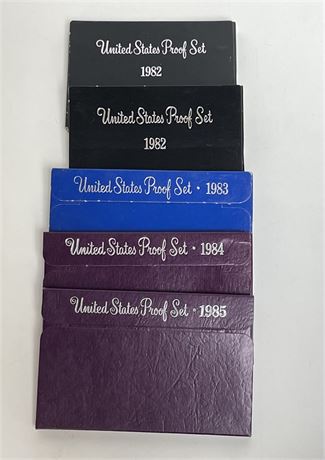 United States Proof Set
1982
United States Proof Set
1982
United States Proof Set · 1983
United States Proof Set · 1984
United States Proof Set · 1985